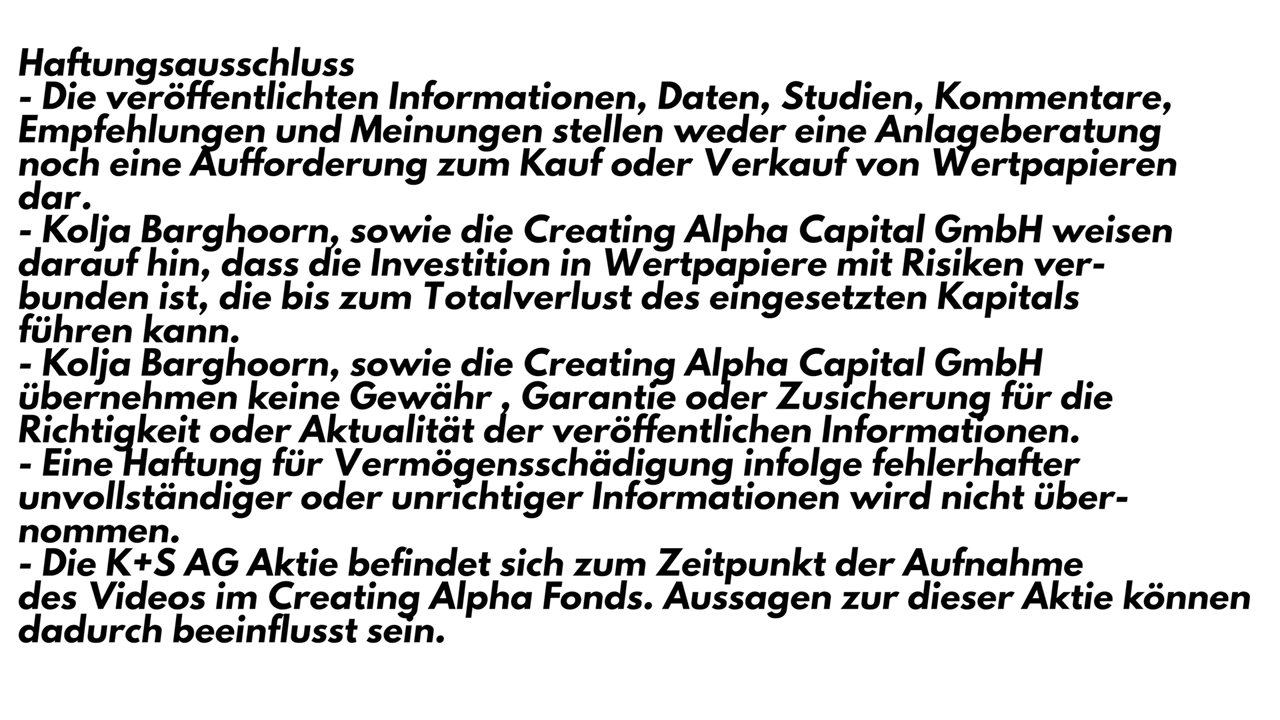 Haftungsausschluss
- Die veröffentlichten Informationen, Daten, Studien, Kommentare,
Empfehlungen und Meinungen stellen weder eine Anlageberatung
noch eine Aufforderung zum Kauf oder Verkauf von Wertpapieren
dar.
- Kolja Barghoorn, sowie die Creating Alpha Capital GmbH weisen
darauf hin, dass die Investition in Wertpapiere mit Risiken ver-
bunden ist, die bis zum Totalverlust des eingesetzten Kapitals
führen kann.
- Kolja Barghoorn, sowie die Creating Alpha Capital GmbH
übernehmen keine Gewähr , Garantie oder Zusicherung für die
Richtigkeit oder Aktualität der veröffentlichen Informationen.
- Eine Haftung für Vermögensschädigung infolge fehlerhafter
unvollständiger oder unrichtiger Informationen wird nicht über-
nommen.
- Die K+S AG Aktie befindet sich zum Zeitpunkt der Aufnahme
des Videos im Creating Alpha Fonds. Aussagen zur dieser Aktie können
dadurch beeinflusst sein.